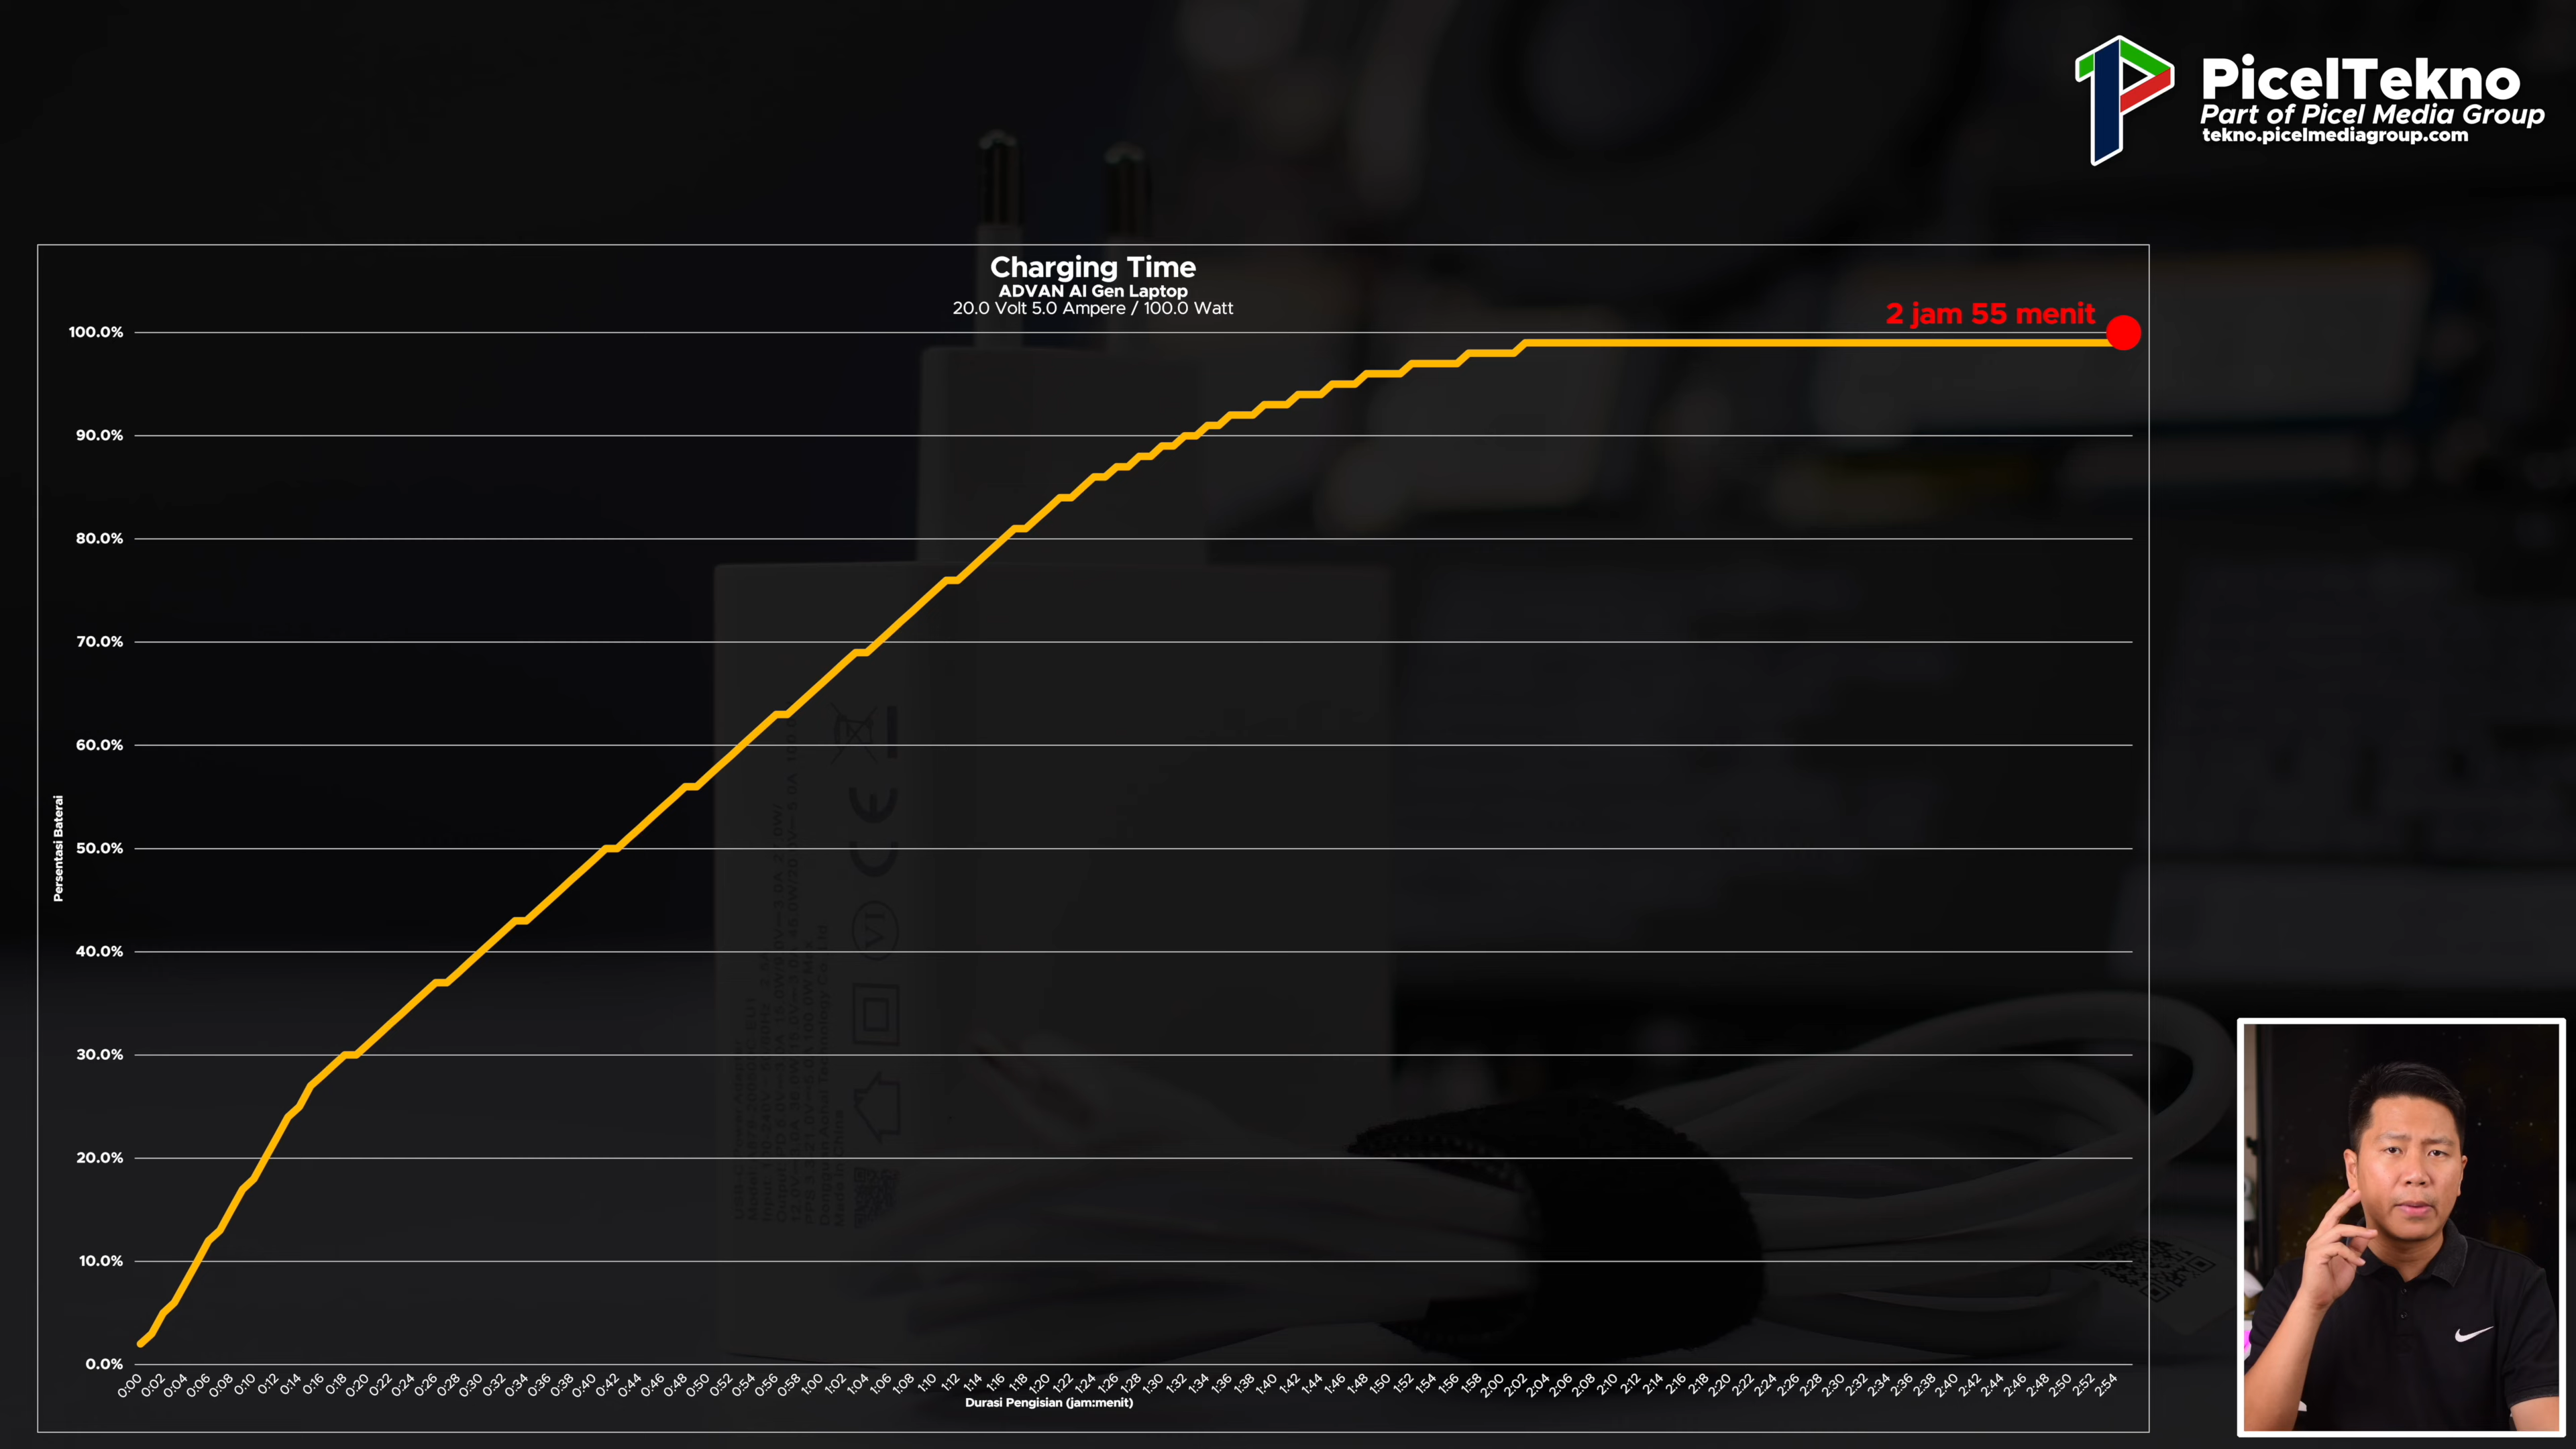 PicelTekno
Part of Picel Media Group
tekno.picelmediagroup.com
Charging Time
ADVAN AI Gen Laptop
20.0 Volt 5.0 Ampere / 100.0 Watt
2 jam 55 menit
100.0%
90.0%
80.0%
70.0%
60.0%
50.0%
40.0%
30.0%
20.0%
10.0%
0.0%
Persentasi Baterai
0:00 0:02 0:04 0:06 0:08 0:10 0:12 0:14 0:16 0:18 0:20 0:22 0:24 0:26 0:28 0:30 0:32 0:34 0:36 0:38 0:40 0:42 0:44 0:46 0:48 0:50 0:52 0:54 0:56 0:58 1:00 1:02 1:04 1:06 1:08 1:10 1:12 1:14 1:16 1:18 1:20 1:22 1:24 1:26 1:28 1:30 1:32 1:34 1:36 1:38 1:40 1:42 1:44 1:46 1:48 1:50 1:52 1:54 1:56 1:58 2:00 2:02 2:04 2:06 2:08 2:10 2:12 2:14 2:16 2:18 2:20 2:22 2:24 2:26 2:28 2:30 2:32 2:34 2:36 2:38 2:40 2:42 2:44 2:46 2:48 2:50 2:52 2:54
Durasi Pengisian (jam:menit)